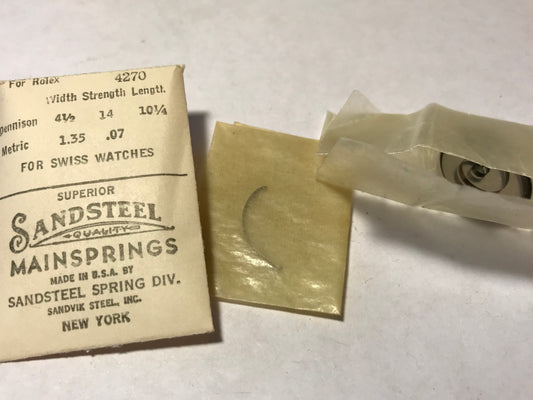 For Rolex 4270
Width Strength Length
Dennison 4½ 14 10¼
Metric 1.35 .07
FOR SWISS WATCHES
SUPERIOR
SANDSTEEL
QUALITY
MAINSPRINGS
MADE IN U.S.A. BY
SANDSTEEL SPRING DIV.
SANDVIK STEEL, INC.
NEW YORK